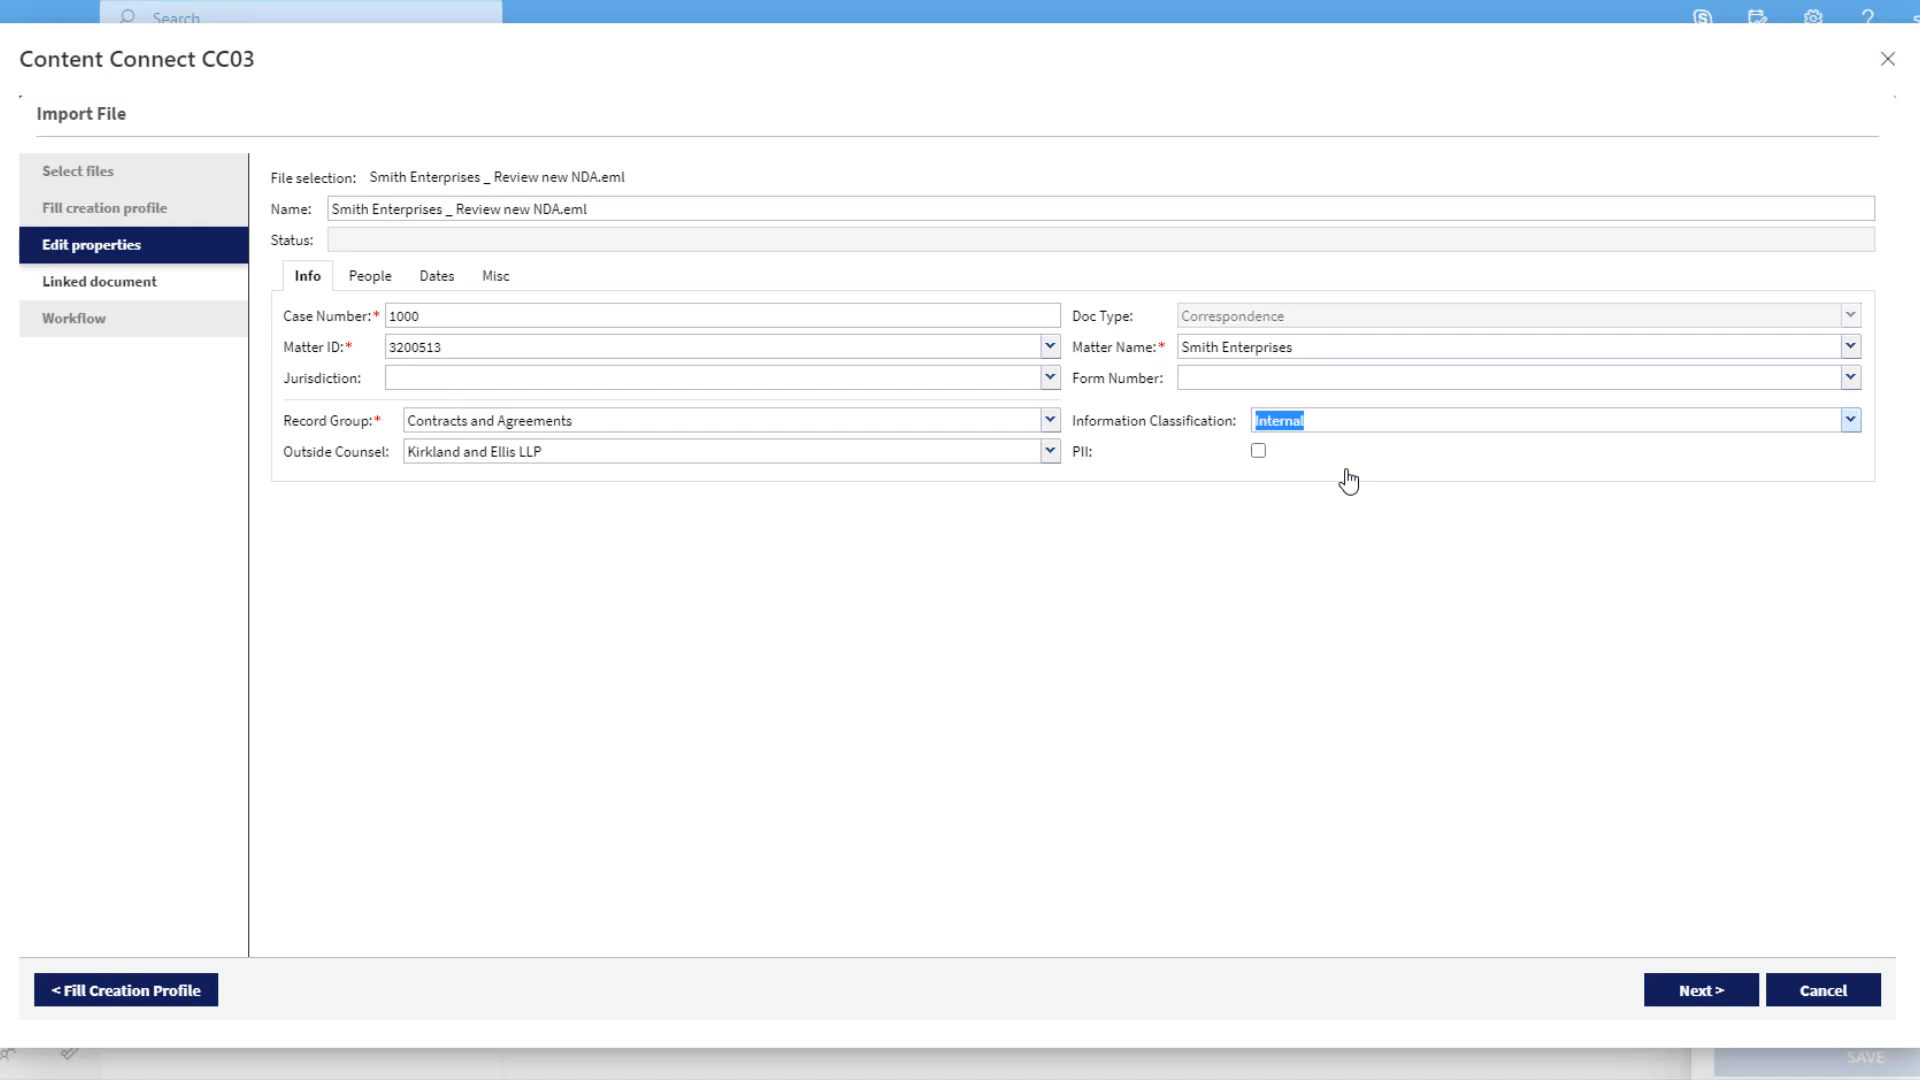 Search
Content Connect CC03
Import File
Select files
Fill creation profile
Edit properties
Linked document
Workflow
File selection: Smith Enterprises _ Review new NDA.eml
Name: Smith Enterprises _ Review new NDA.eml
Status:
Info People Dates Misc
Case Number:* 1000 Doc Type: Correspondence
Matter ID:* 3200513 Matter Name:* Smith Enterprises
Jurisdiction: Form Number:
Record Group:* Contracts and Agreements Information Classification: Internal
Outside Counsel: Kirkland and Ellis LLP PII:
< Fill Creation Profile Next > Cancel
SAVE